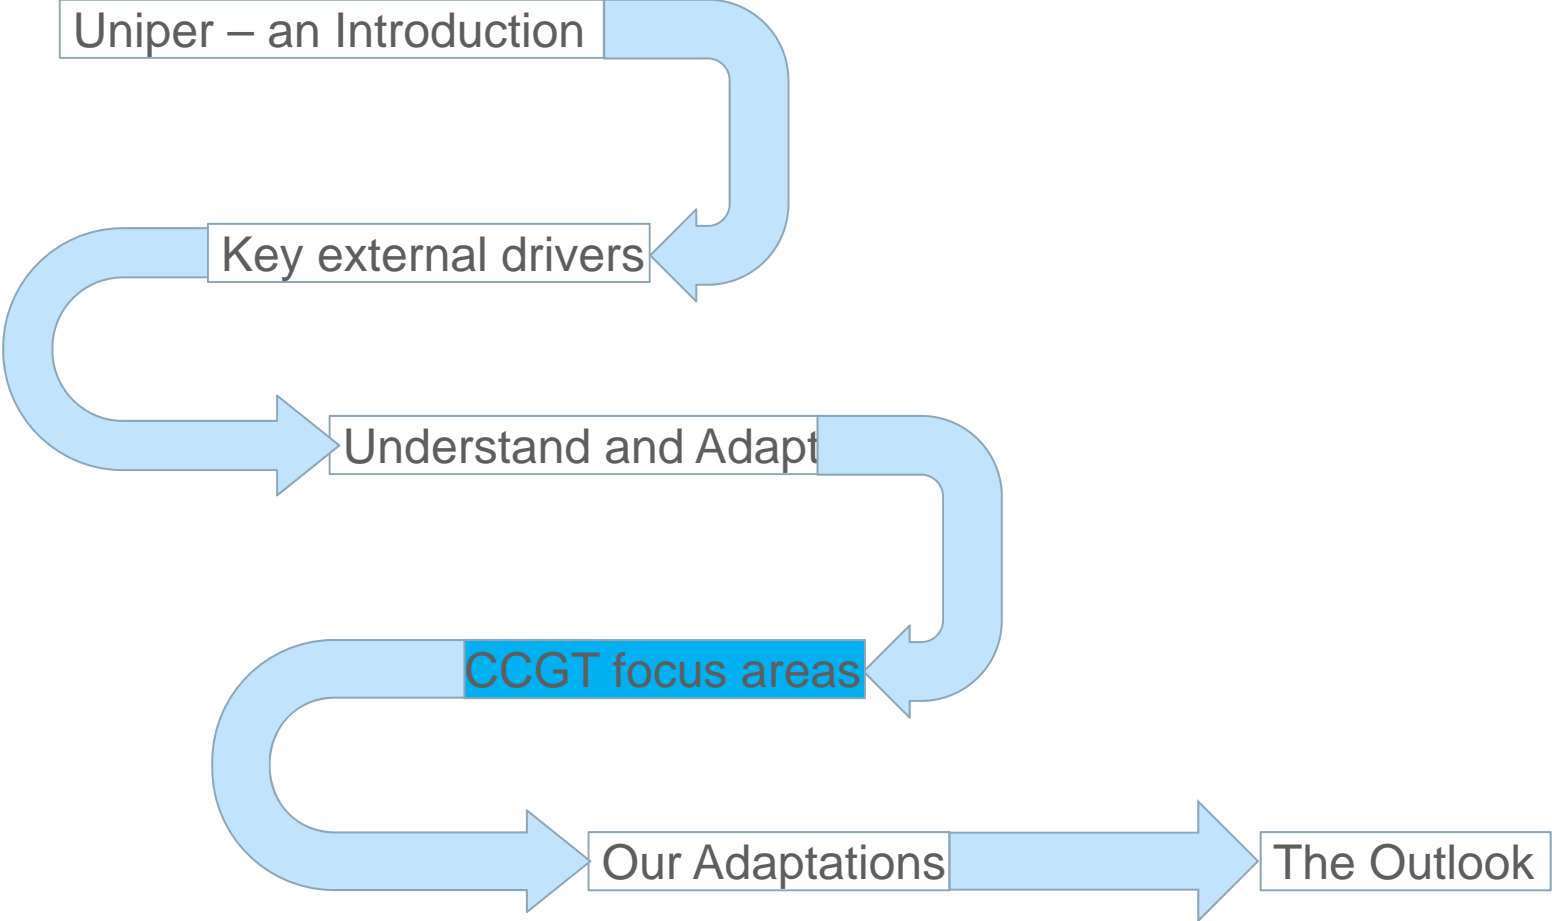 Uniper – an Introduction
Key external drivers
Understand and Adapt
CCGT focus areas
Our Adaptations
The Outlook